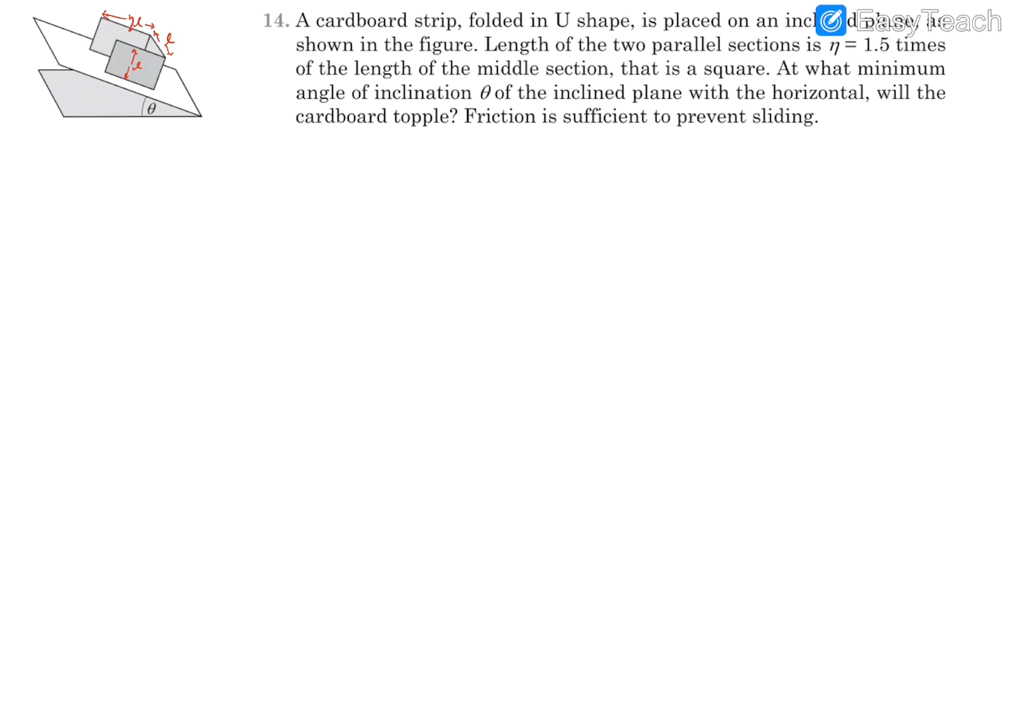 ηl
l
l
θ
14. A cardboard strip, folded in U shape, is placed on an incl d plane, as
EasyTeach
shown in the figure. Length of the two parallel sections is η = 1.5 times
of the length of the middle section, that is a square. At what minimum
angle of inclination θ of the inclined plane with the horizontal, will the
cardboard topple? Friction is sufficient to prevent sliding.